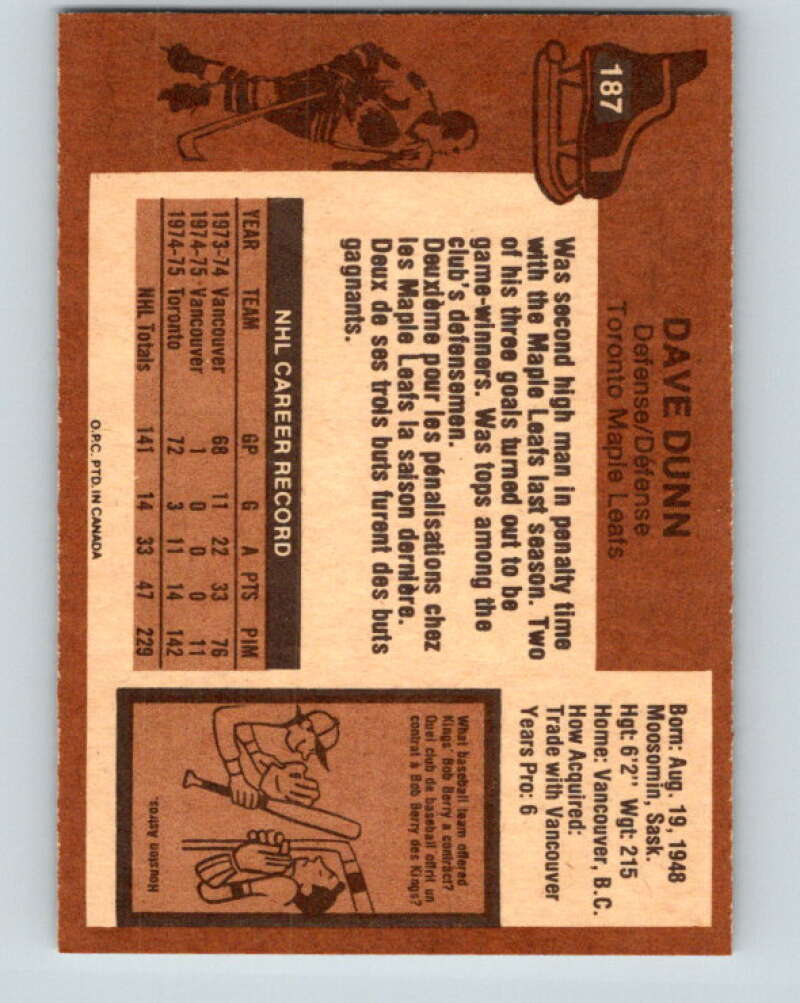 187
DAVE DUNN
Defense/Défense
Toronto Maple Leafs
Born: Aug. 19, 1948
Moosomin, Sask.
Hgt: 6'2" Wgt: 215
Home: Vancouver, B.C.
How Acquired:
Trade with Vancouver
Years Pro: 6
Was second high man in penalty time
with the Maple Leafs last season. Two
of his three goals turned out to be
game-winners. Was tops among the
club's defensemen.
Deuxième pour les pénalisations chez
les Maple Leafs la saison dernière.
Deux de ses trois buts furent des buts
gagnants.
NHL CAREER RECORD
YEAR TEAM GP G A PTS PIM
1973-74 Vancouver 68 11 22 33 76
1974-75 Vancouver 1 0 0 0 11
1974-75 Toronto 72 3 11 14 142
NHL Totals 141 14 33 47 229
What baseball team offered
Kings' Bob Berry a contract?
Quel club de baseball offrit un
contrat à Bob Berry des Kings?
Houston Astros.
O.P.C. PTD. IN CANADA